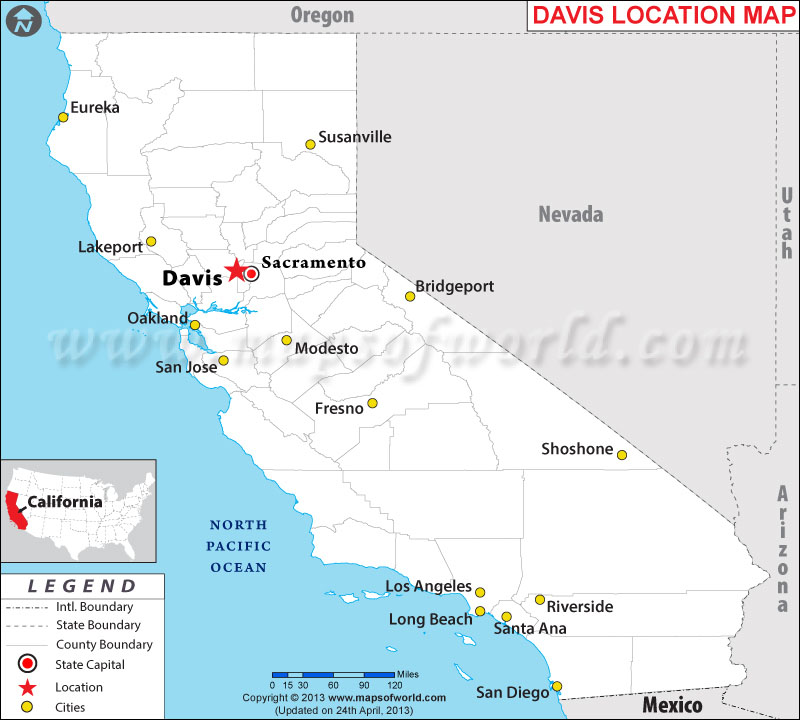 N
Oregon
DAVIS LOCATION MAP
Eureka
Susanville
Nevada
Utah
Lakeport
Sacramento
Davis
Bridgeport
Oakland
www.mapsofworld.com
Modesto
San Jose
Fresno
Shoshone
California
NORTH
PACIFIC
OCEAN
Arizona
Los Angeles
Riverside
Long Beach
Santa Ana
San Diego
Mexico
LEGEND
Intl. Boundary
State Boundary
County Boundary
State Capital
Location
Cities
Miles
0 15 30 60 90 120
Copyright © 2013 www.mapsofworld.com
(Updated on 24th April, 2013)